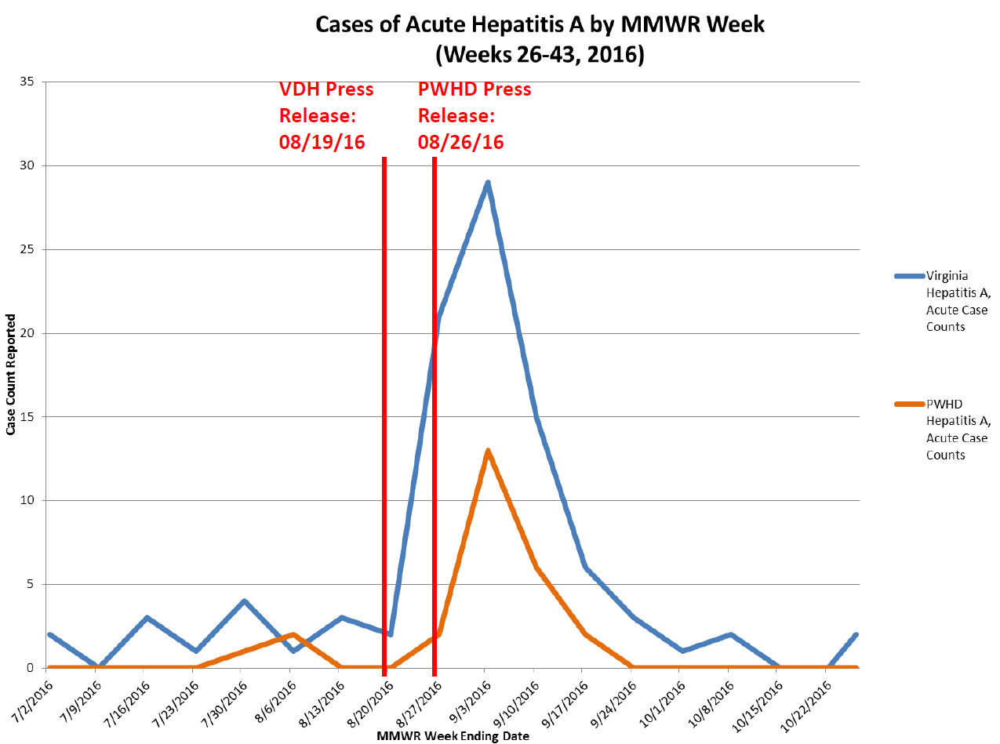 Cases of Acute Hepatitis A by MMWR Week
(Weeks 26-43, 2016)
VDH Press
Release:
08/19/16
PWHD Press
Release:
08/26/16
35
30
25
20
15
10
5
0
Case Count Reported
7/2/2016
7/9/2016
7/16/2016
7/23/2016
7/30/2016
8/6/2016
8/13/2016
8/20/2016
8/27/2016
9/3/2016
9/10/2016
9/17/2016
9/24/2016
10/1/2016
10/8/2016
10/15/2016
10/22/2016
MMWR Week Ending Date
Virginia
Hepatitis A,
Acute Case
Counts
PWHD
Hepatitis A,
Acute Case
Counts